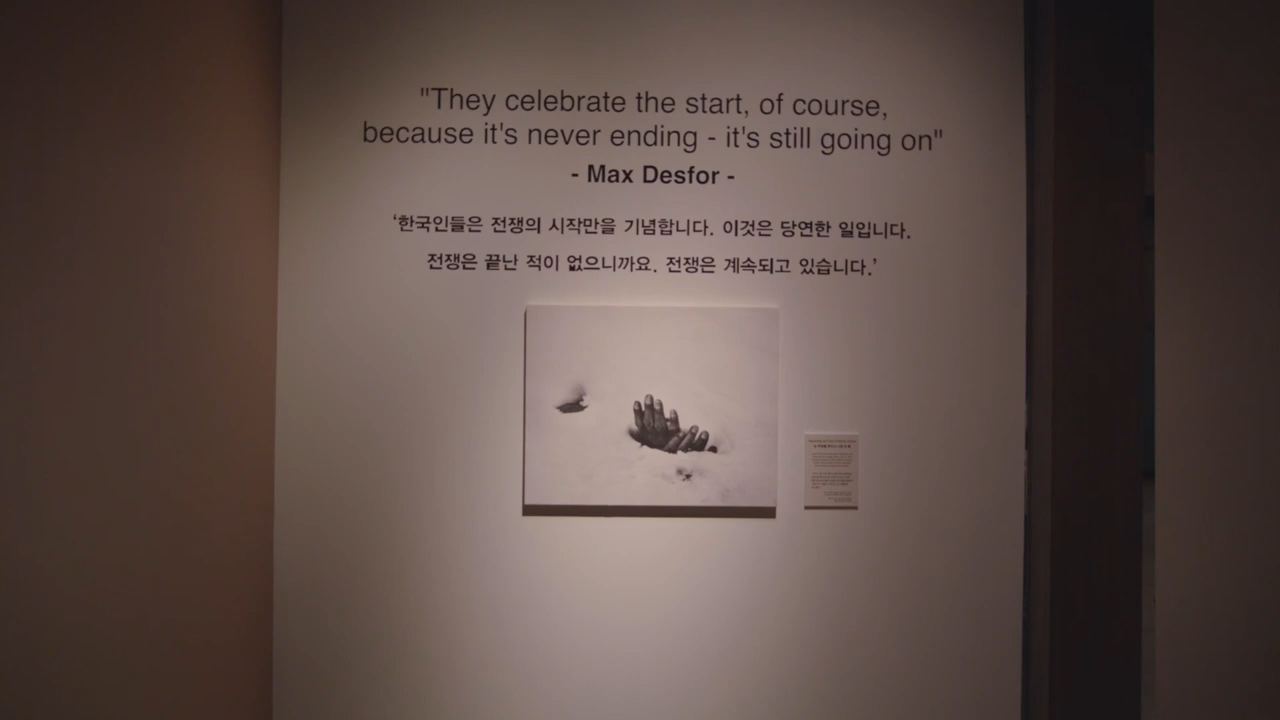 "They celebrate the start, of course,
because it's never ending - it's still going on"
- Max Desfor -
‘한국인들은 전쟁의 시작만을 기념합니다. 이것은 당연한 일입니다.
전쟁은 끝난 적이 없으니까요. 전쟁은 계속되고 있습니다.’